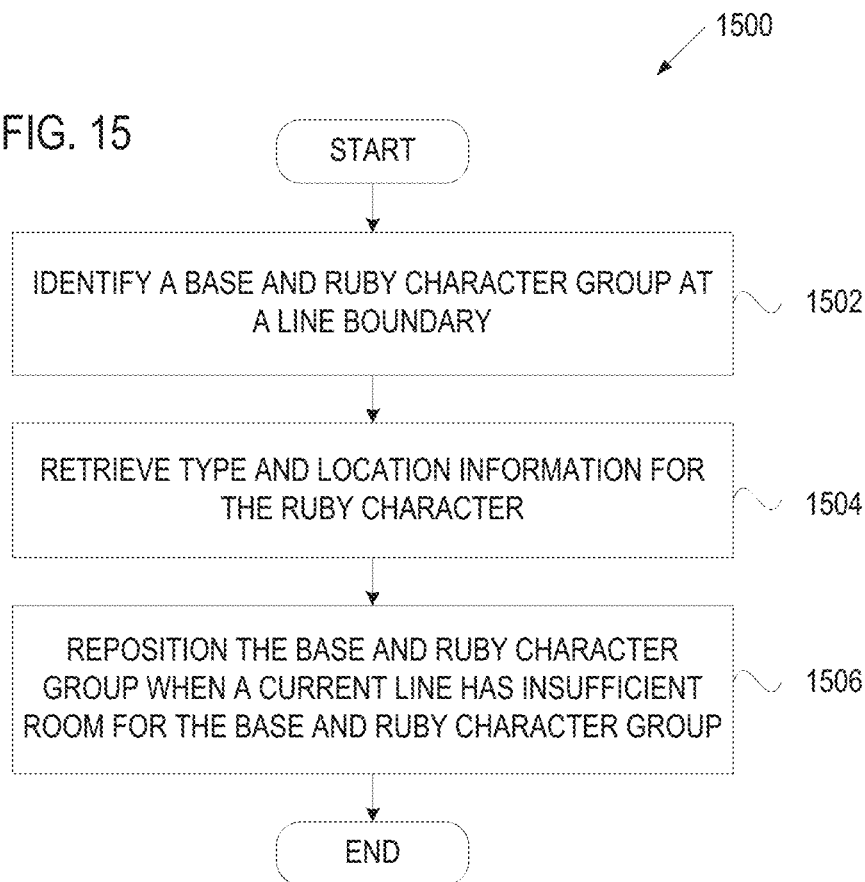 1500
FIG. 15
START
IDENTIFY A BASE AND RUBY CHARACTER GROUP AT
A LINE BOUNDARY
1502
RETRIEVE TYPE AND LOCATION INFORMATION FOR
THE RUBY CHARACTER
1504
REPOSITION THE BASE AND RUBY CHARACTER
GROUP WHEN A CURRENT LINE HAS INSUFFICIENT
ROOM FOR THE BASE AND RUBY CHARACTER GROUP
1506
END